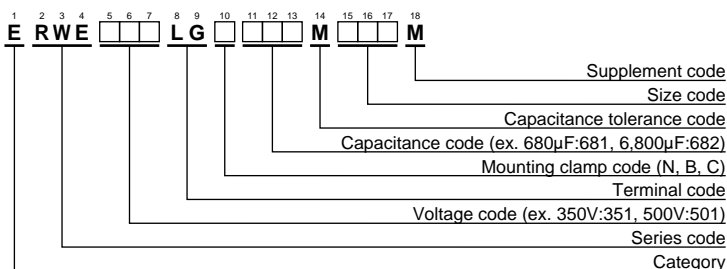 1 2 3 4 5 6 7 8 9 10 11 12 13 14 15 16 17 18
E RWE □□□ LG □ □□□ M □□□ M
Supplement code
Size code
Capacitance tolerance code
Capacitance code (ex. 680µF:681, 6,800µF:682)
Mounting clamp code (N, B, C)
Terminal code
Voltage code (ex. 350V:351, 500V:501)
Series code
Category